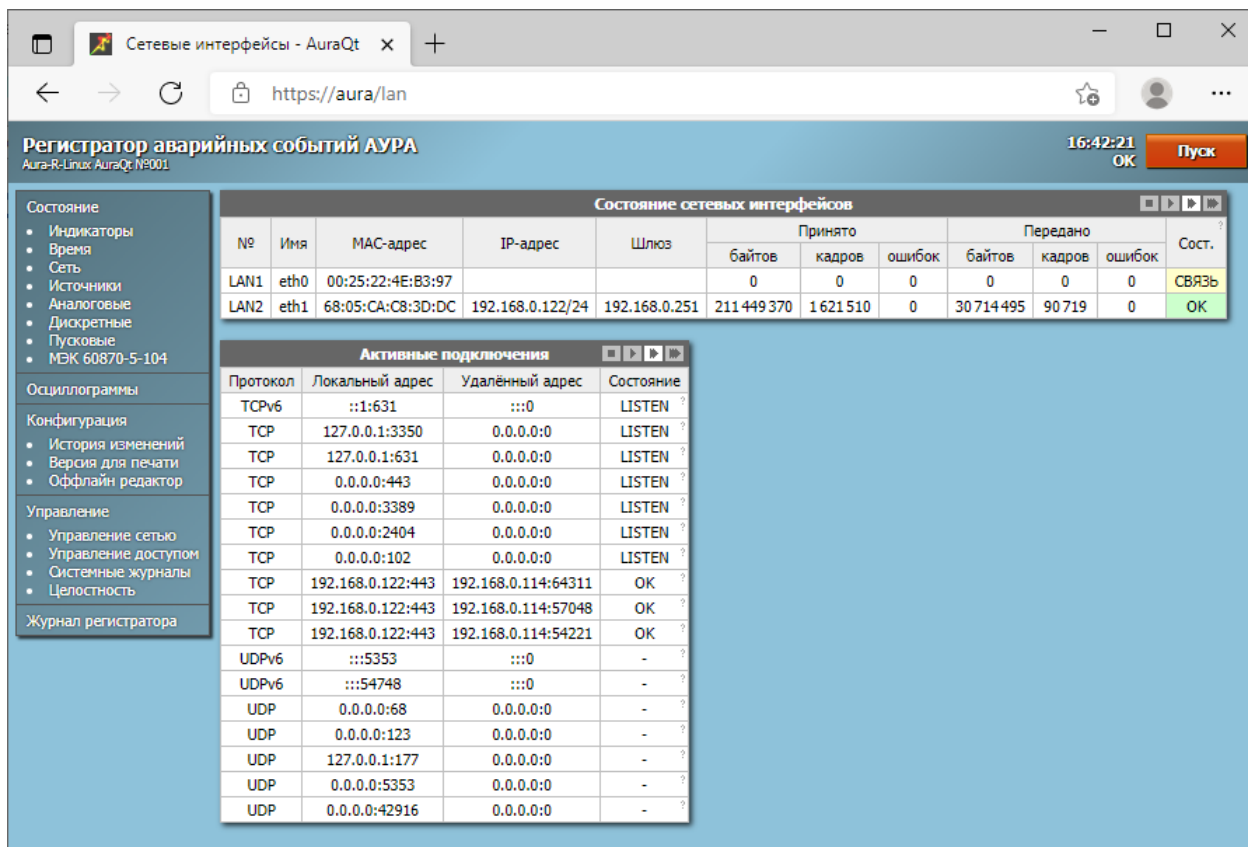 Сетевые интерфейсы - AuraQt
https://aura/lan
Регистратор аварийных событий АУРА
Aura-R-Linux AuraQt №001
16:42:21
OK
Пуск
Состояние
Индикаторы
Время
Сеть
Источники
Аналоговые
Дискретные
Пусковые
МЭК 60870-5-104
Осциллограммы
Конфигурация
История изменений
Версия для печати
Оффлайн редактор
Управление
Управление сетью
Управление доступом
Системные журналы
Целостность
Журнал регистратора
Состояние сетевых интерфейсов
№ Имя MAC-адрес IP-адрес Шлюз Принято Передано Сост. ?
байтов кадров ошибок байтов кадров ошибок
LAN1 eth0 00:25:22:4E:B3:97 0 0 0 0 0 0 СВЯЗЬ
LAN2 eth1 68:05:CA:C8:3D:DC 192.168.0.122/24 192.168.0.251 211 449 370 1 621 510 0 30 714 495 90 719 0 OK
Активные подключения
Протокол Локальный адрес Удалённый адрес Состояние
TCPv6 ::1:631 :::0 LISTEN ?
TCP 127.0.0.1:3350 0.0.0.0:0 LISTEN ?
TCP 127.0.0.1:631 0.0.0.0:0 LISTEN ?
TCP 0.0.0.0:443 0.0.0.0:0 LISTEN ?
TCP 0.0.0.0:3389 0.0.0.0:0 LISTEN ?
TCP 0.0.0.0:2404 0.0.0.0:0 LISTEN ?
TCP 0.0.0.0:102 0.0.0.0:0 LISTEN ?
TCP 192.168.0.122:443 192.168.0.114:64311 OK ?
TCP 192.168.0.122:443 192.168.0.114:57048 OK ?
TCP 192.168.0.122:443 192.168.0.114:54221 OK ?
UDPv6 :::5353 :::0 - ?
UDPv6 :::54748 :::0 - ?
UDP 0.0.0.0:68 0.0.0.0:0 - ?
UDP 0.0.0.0:123 0.0.0.0:0 - ?
UDP 127.0.0.1:177 0.0.0.0:0 - ?
UDP 0.0.0.0:5353 0.0.0.0:0 - ?
UDP 0.0.0.0:42916 0.0.0.0:0 - ?